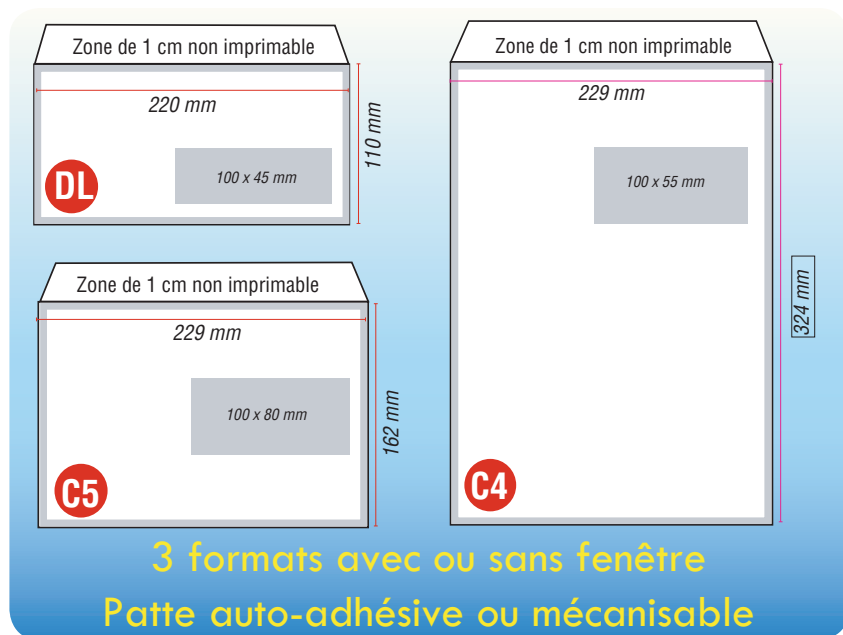 Zone de 1 cm non imprimable
220 mm
110 mm
100 x 45 mm
DL
Zone de 1 cm non imprimable
229 mm
162 mm
100 x 80 mm
C5
Zone de 1 cm non imprimable
229 mm
324 mm
100 x 55 mm
C4
3 formats avec ou sans fenêtre
Patte auto-adhésive ou mécanisable